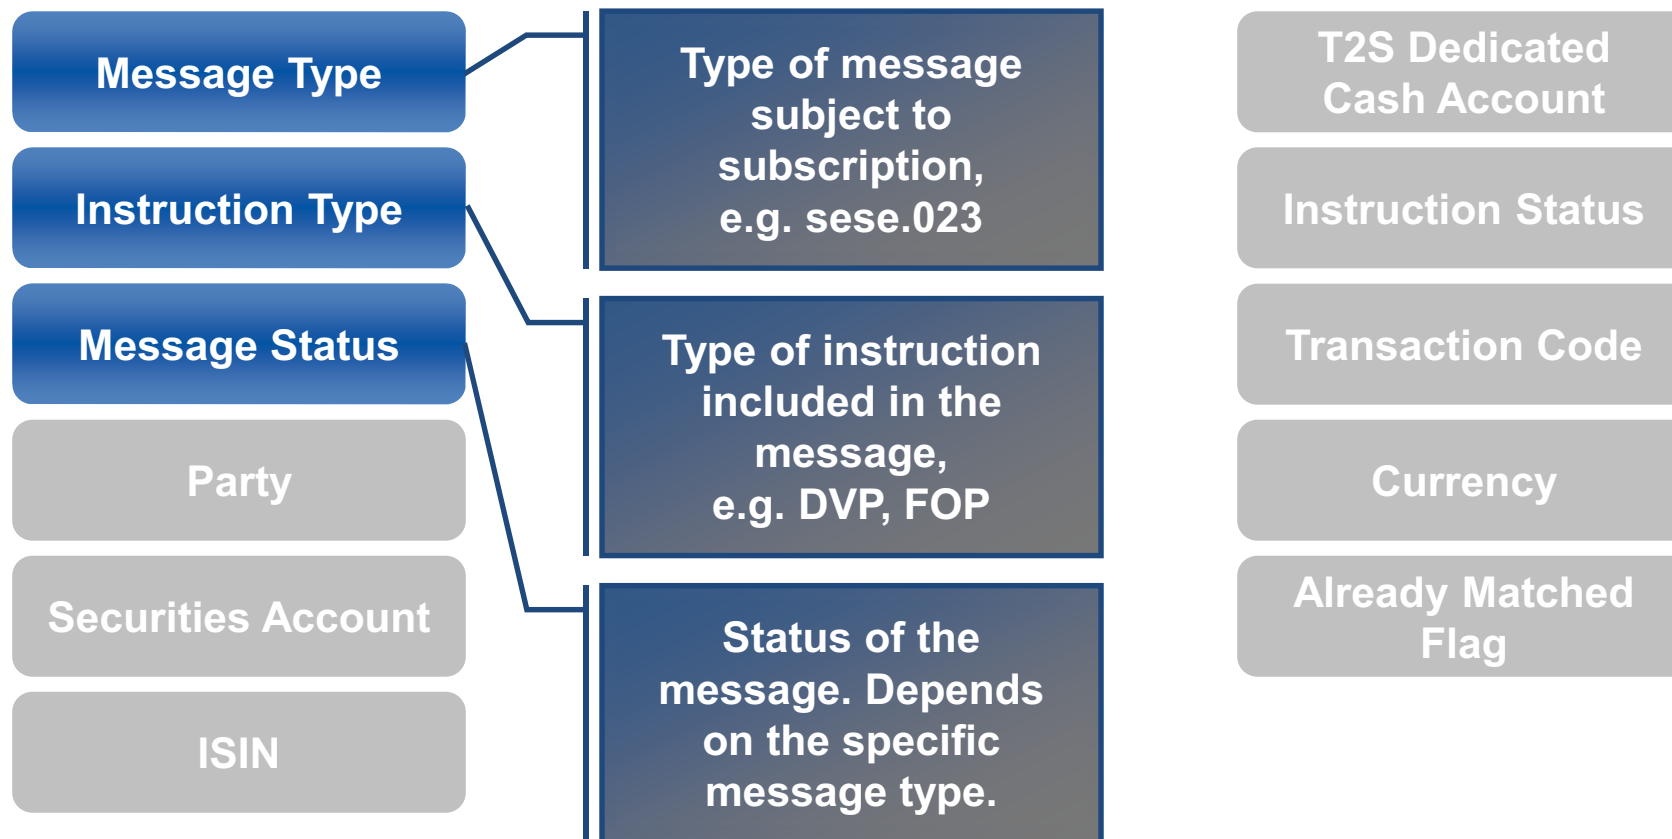 Message Type
Instruction Type
Message Status
Party
Securities Account
ISIN
Type of message
subject to
subscription,
e.g. sese.023
Type of instruction
included in the
message,
e.g. DVP, FOP
Status of the
message. Depends
on the specific
message type.
T2S Dedicated
Cash Account
Instruction Status
Transaction Code
Currency
Already Matched
Flag